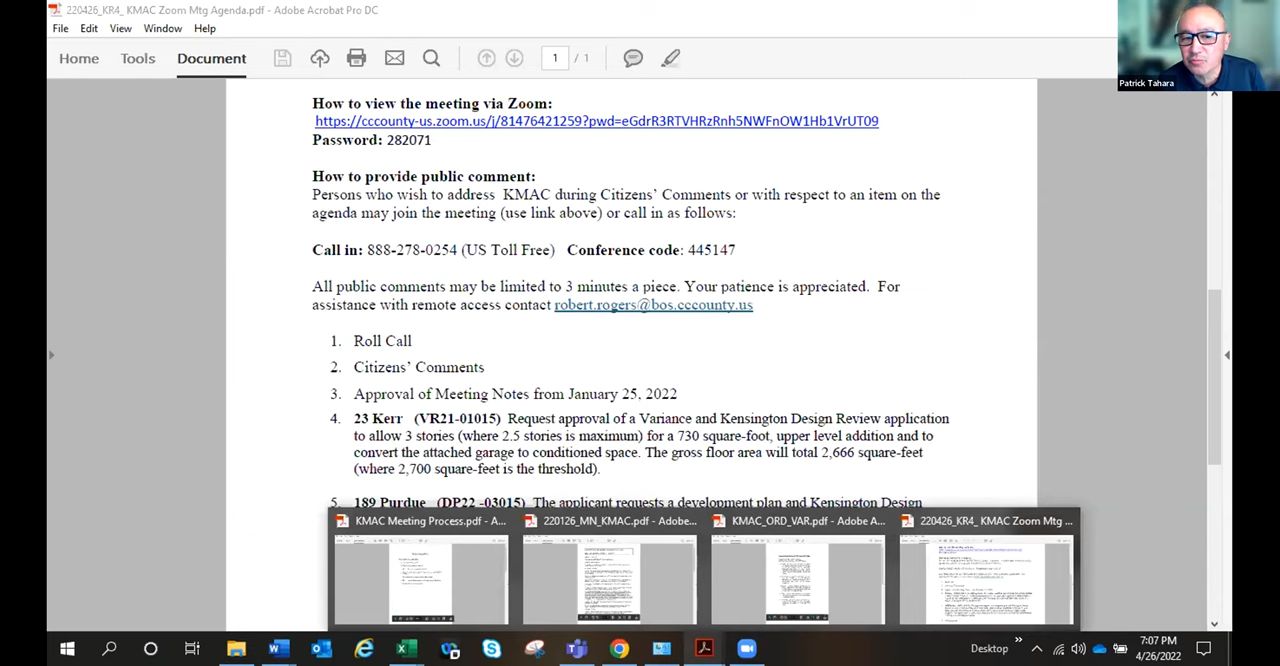 220426_KR4_ KMAC Zoom Mtg Agenda.pdf - Adobe Acrobat Pro DC
File Edit View Window Help
Home Tools Document 1 / 1
Patrick Tahara
How to view the meeting via Zoom:
https://cccounty-us.zoom.us/j/81476421259?pwd=eGdrR3RTVHRzRnh5NWFnOW1Hb1VrUT09
Password: 282071
How to provide public comment:
Persons who wish to address KMAC during Citizens' Comments or with respect to an item on the
agenda may join the meeting (use link above) or call in as follows:
Call in: 888-278-0254 (US Toll Free) Conference code: 445147
All public comments may be limited to 3 minutes a piece. Your patience is appreciated. For
assistance with remote access contact robert.rogers@bos.cccounty.us
1. Roll Call
2. Citizens' Comments
3. Approval of Meeting Notes from January 25, 2022
4. 23 Kerr (VR21-01015) Request approval of a Variance and Kensington Design Review application
to allow 3 stories (where 2.5 stories is maximum) for a 730 square-foot, upper level addition and to
convert the attached garage to conditioned space. The gross floor area will total 2,666 square-feet
(where 2,700 square-feet is the threshold).
5. 189 Purdue (DP22 -03015) The applicant requests a development plan and Kensington Design
KMAC Meeting Process.pdf - A... 220126_MN_KMAC.pdf - Adobe... KMAC_ORD_VAR.pdf - Adobe A... 220426_KR4_ KMAC Zoom Mtg ...
Desktop
7:07 PM
4/26/2022